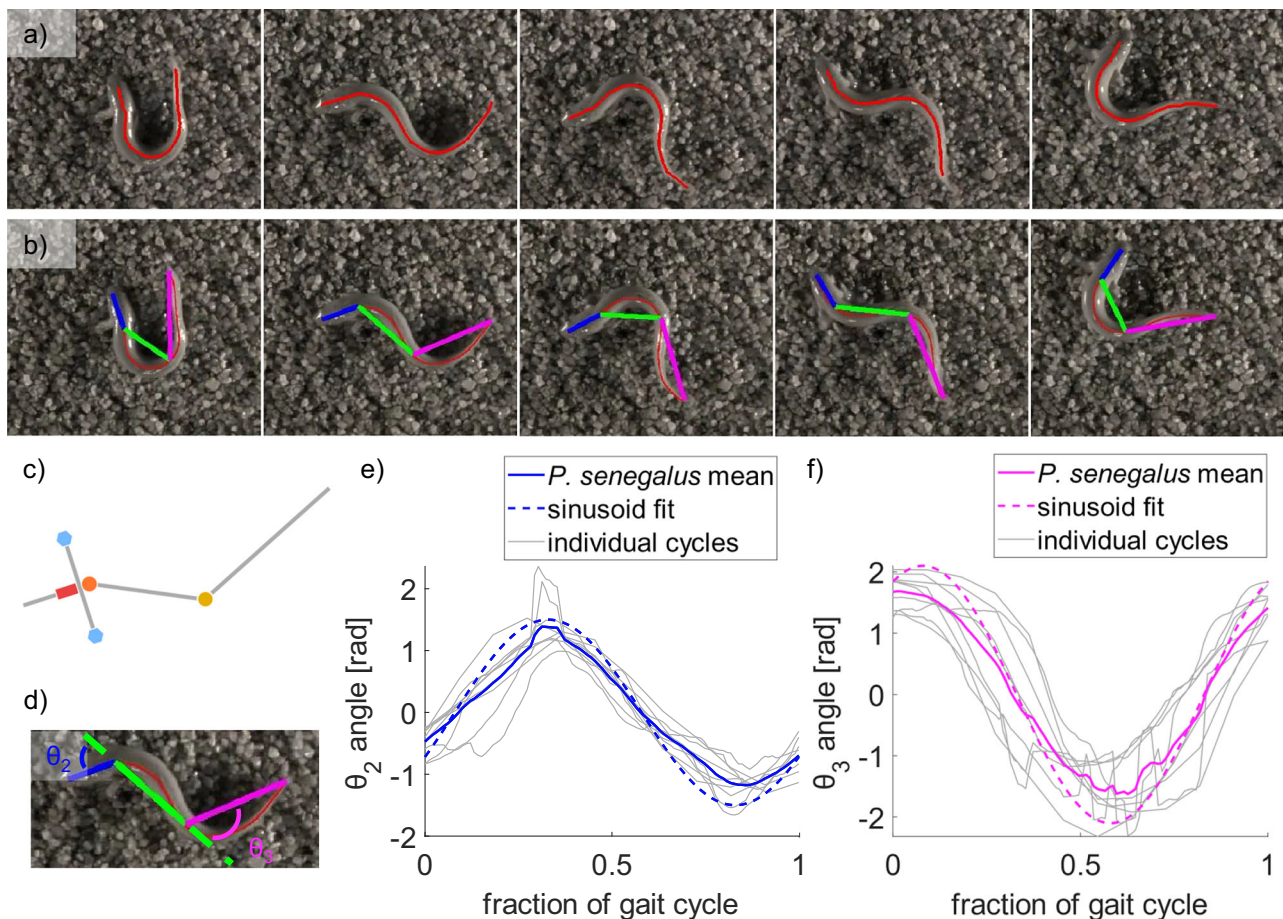 a)
b)
c)
d)
θ2
θ3
e)
P. senegalus mean
sinusoid fit
individual cycles
θ2 angle [rad]
2
1
0
-1
-2
0
0.5
1
fraction of gait cycle
f)
P. senegalus mean
sinusoid fit
individual cycles
θ3 angle [rad]
2
1
0
-1
-2
0
0.5
1
fraction of gait cycle